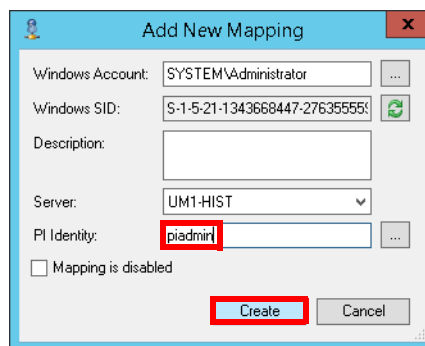 Add New Mapping
x
Windows Account: SYSTEM\Administrator ...
Windows SID: S-1-5-21-1343668447-27635555
Description:
Server: UM1-HIST
PI Identity: piadmin ...
Mapping is disabled
Create Cancel